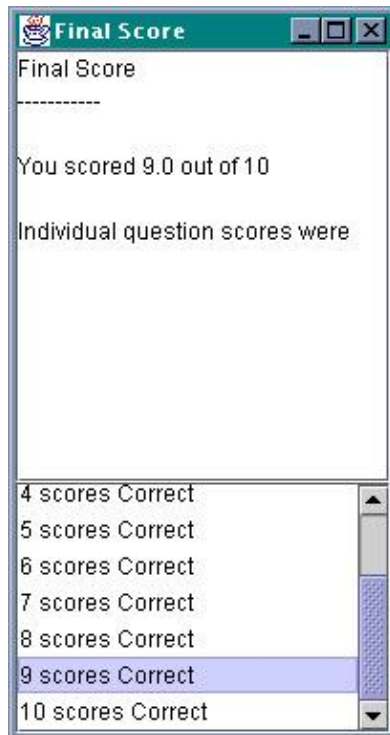 Final Score
Final Score
-----------
You scored 9.0 out of 10
Individual question scores were
4 scores Correct
5 scores Correct
6 scores Correct
7 scores Correct
8 scores Correct
9 scores Correct
10 scores Correct